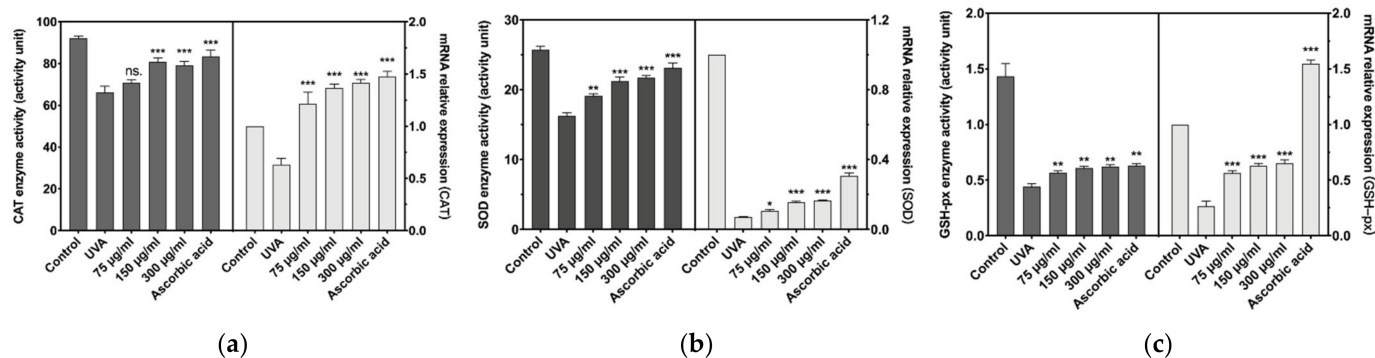 CAT enzyme activity (activity unit)
100
80
60
40
20
0
ns.
***
***
***
***
***
***
***
2.0
1.5
1.0
0.5
0.0
mRNA relative expression (CAT)
Control
UVA
75 µg/ml
150 µg/ml
300 µg/ml
Ascorbic acid
Control
UVA
75 µg/ml
150 µg/ml
300 µg/ml
Ascorbic acid
(a)
SOD enzyme activity (activity unit)
30
20
10
0
**
***
***
***
*
***
***
***
1.2
0.8
0.4
0.0
mRNA relative expression (SOD)
Control
UVA
75 µg/ml
150 µg/ml
300 µg/ml
Ascorbic acid
Control
UVA
75 µg/ml
150 µg/ml
300 µg/ml
Ascorbic acid
(b)
GSH-px enzyme activity (activity unit)
2.0
1.5
1.0
0.5
0.0
**
**
**
**
***
***
***
***
2.0
1.5
1.0
0.5
0.0
mRNA relative expression (GSH–px)
Control
UVA
75 µg/ml
150 µg/ml
300 µg/ml
Ascorbic acid
Control
UVA
75 µg/ml
150 µg/ml
300 µg/ml
Ascorbic acid
(c)